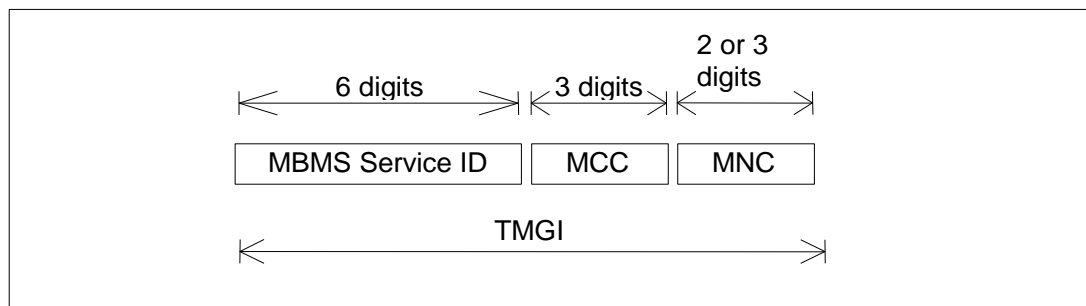 2 or 3
digits
6 digits
3 digits
MBMS Service ID
MCC
MNC
TMGI